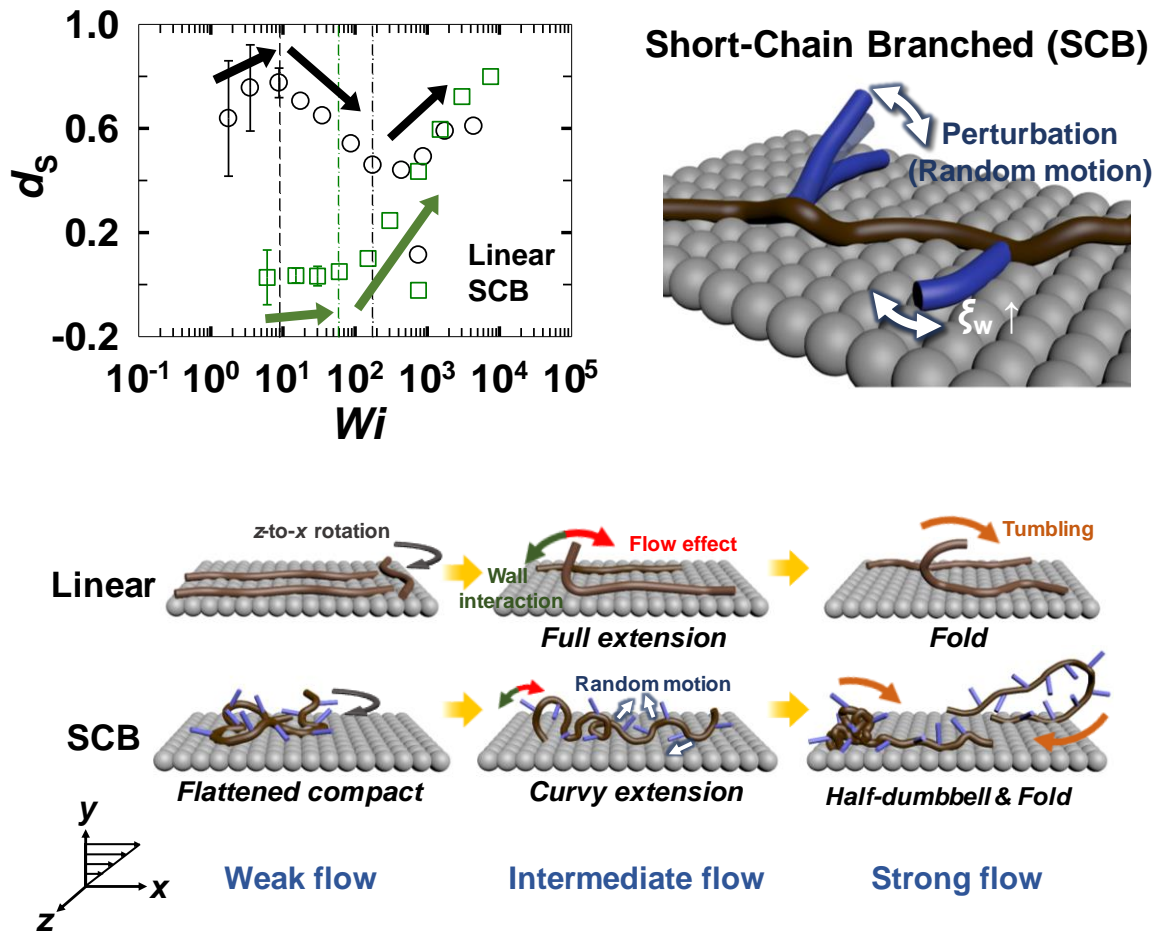 1.0
0.6
0.2
-0.2
d_s
10^-1 10^0 10^1 10^2 10^3 10^4 10^5
Wi
Linear
SCB
Short-Chain Branched (SCB)
Perturbation
(Random motion)
ξ_w ↑
Linear
z-to-x rotation
Wall
interaction
Flow effect
Full extension
Tumbling
Fold
SCB
Flattened compact
Random motion
Curvy extension
Half-dumbbell & Fold
y
x
z
Weak flow
Intermediate flow
Strong flow